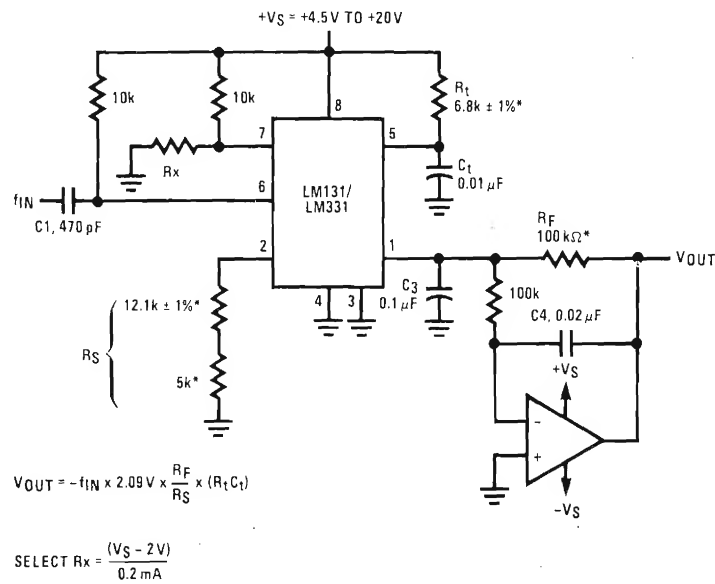 +VS = +4.5V TO +20V
10k
10k
Rt
6.8k ± 1%*
8
7
5
Rx
Ct
0.01 µF
LM131/
LM331
fIN
C1, 470 pF
6
RF
100 kΩ*
2
1
VOUT
12.1k ± 1%*
C3
0.1 µF
100k
4
3
C4, 0.02 µF
RS
5k*
+VS
-
+
-VS
VOUT = -fIN x 2.09 V x RF/RS x (RtCt)
SELECT Rx = (VS - 2 V)/0.2 mA